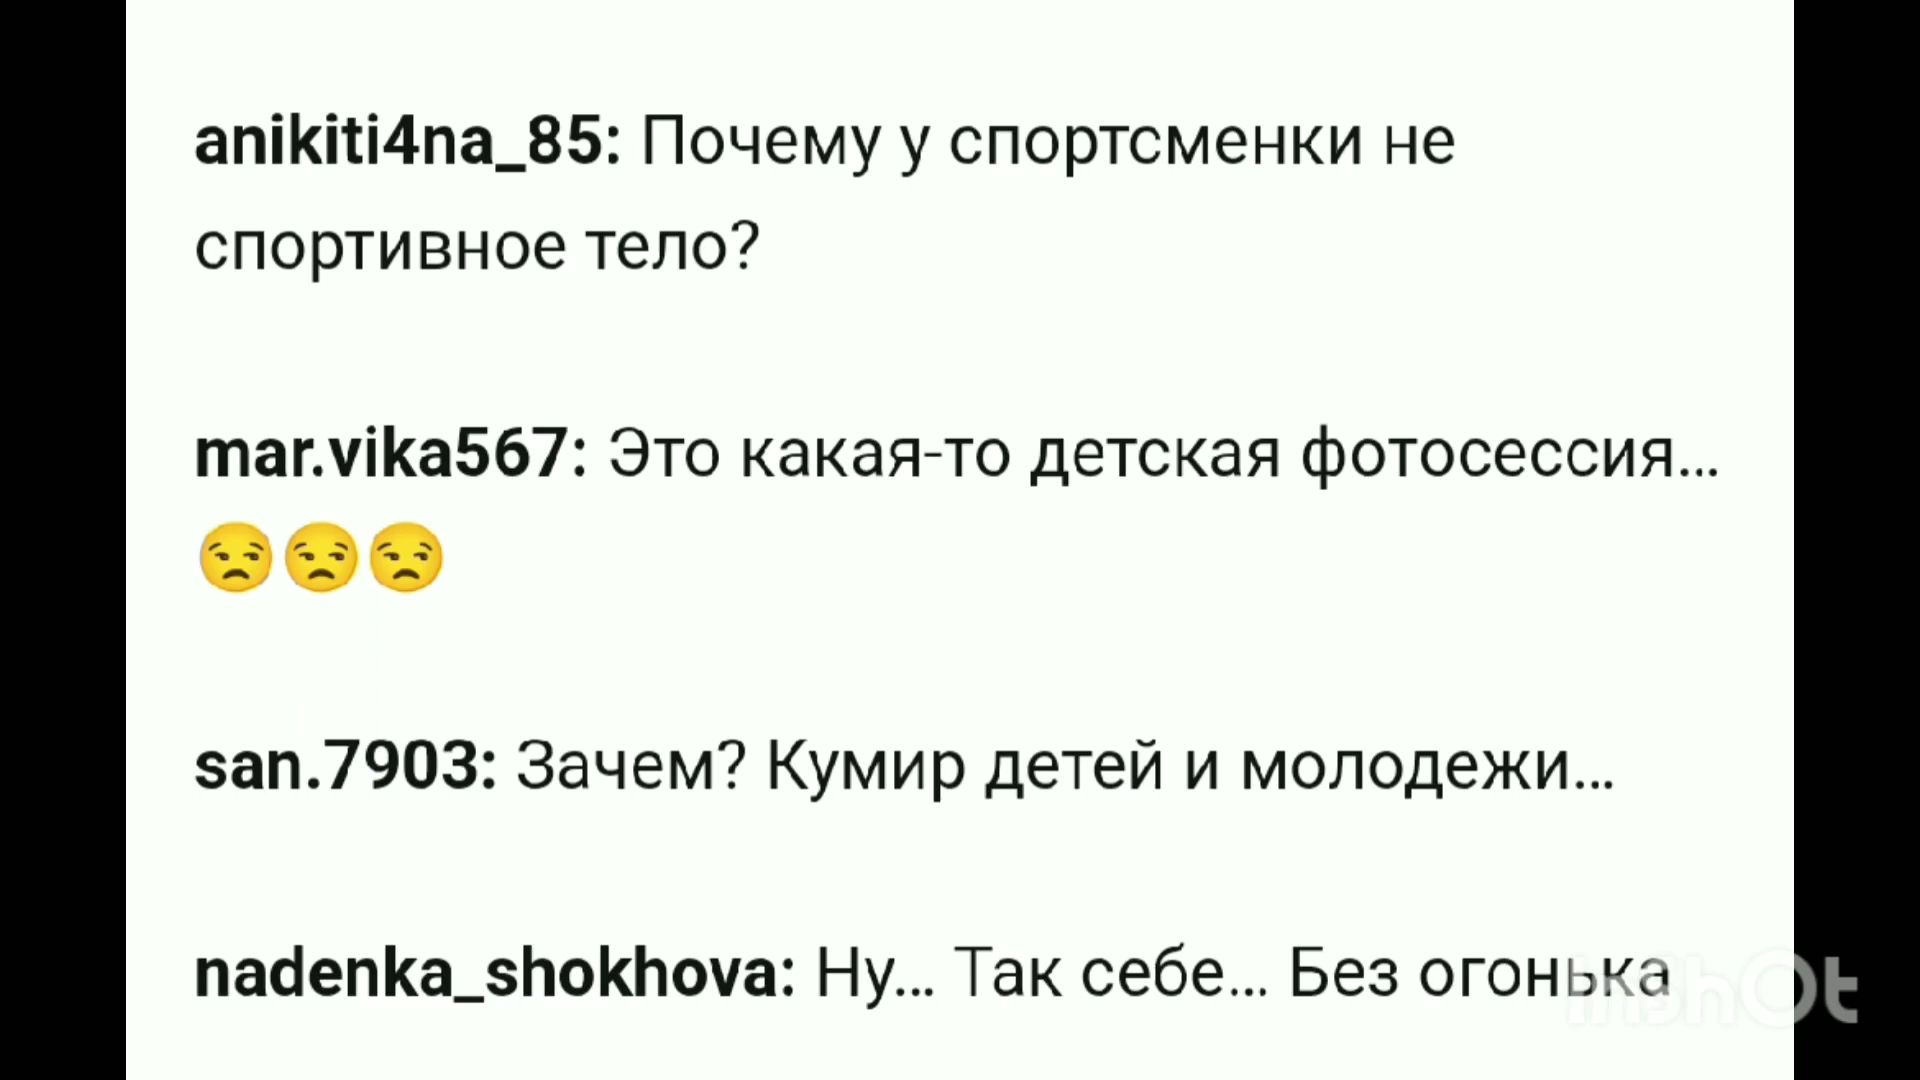 anikiti4na_85: Почему у спортсменки не
спортивное тело?
mar.vika567: Это какая-то детская фотосессия…
😒😒😒
san.7903: Зачем? Кумир детей и молодежи…
nadenka_shokhova: Ну… Так себе… Без огонька
InShOt